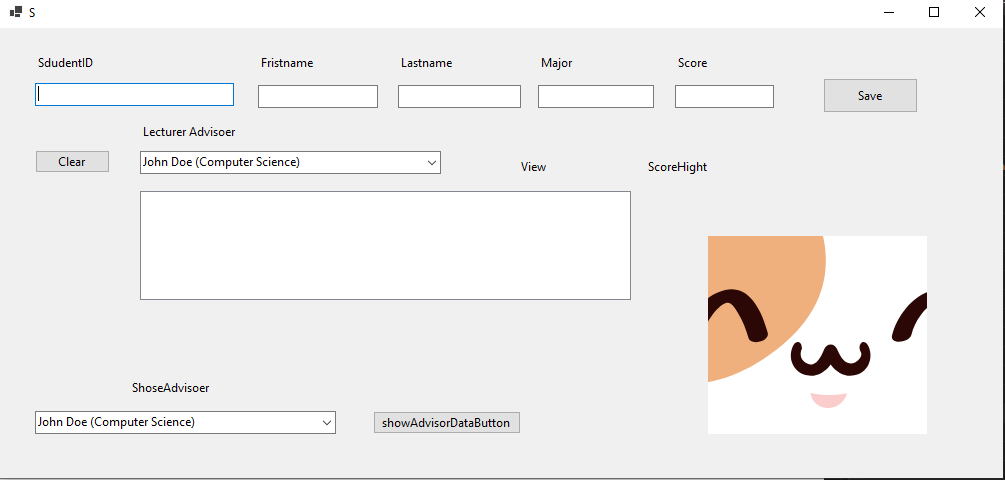 S
SdudentID
Fristname
Lastname
Major
Score
Save
Lecturer Advisoer
Clear
John Doe (Computer Science)
View
ScoreHight
ShoseAdvisoer
John Doe (Computer Science)
showAdvisorDataButton